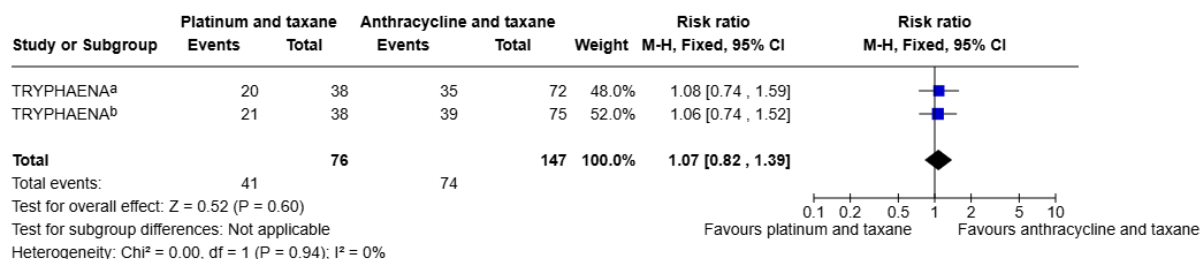 Platinum and taxane Anthracycline and taxane Risk ratio Risk ratio
Study or Subgroup Events Total Events Total Weight M-H, Fixed, 95% CI M-H, Fixed, 95% CI
TRYPHAENAᵃ 20 38 35 72 48.0% 1.08 [0.74 , 1.59]
TRYPHAENAᵇ 21 38 39 75 52.0% 1.06 [0.74 , 1.52]
Total 76 147 100.0% 1.07 [0.82 , 1.39]
Total events: 41 74
Test for overall effect: Z = 0.52 (P = 0.60)
0.1 0.2 0.5 1 2 5 10
Test for subgroup differences: Not applicable
Favours platinum and taxane Favours anthracycline and taxane
Heterogeneity: Chi² = 0.00, df = 1 (P = 0.94); I² = 0%